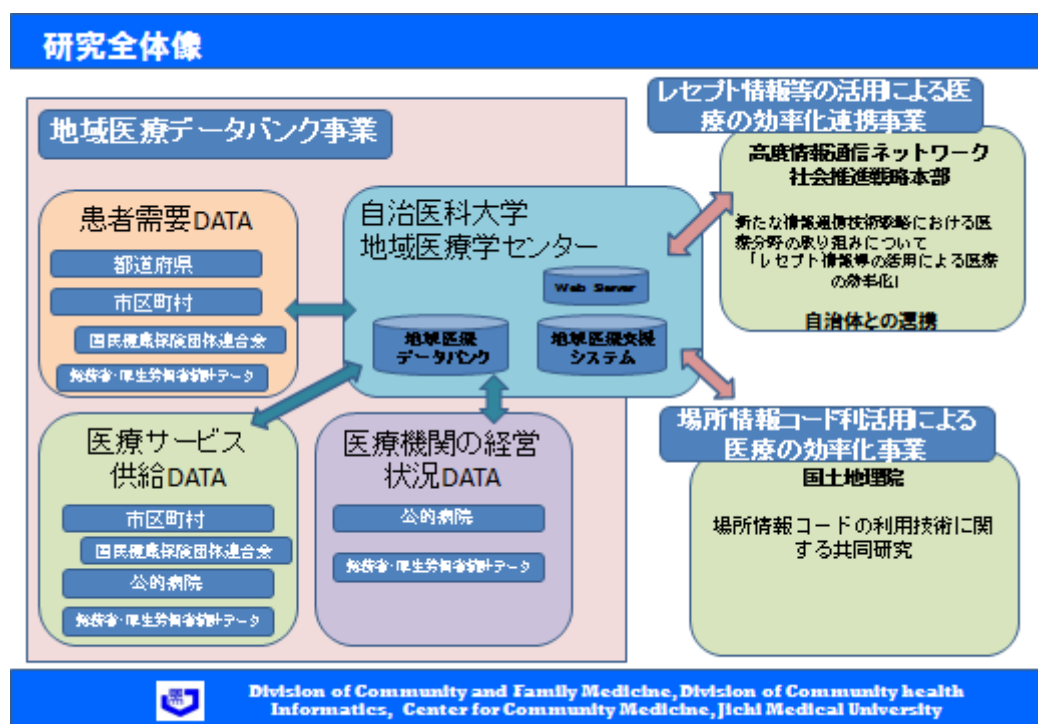 研究全体像
地域医療データバンク事業
患者需要DATA
都道府県
市区町村
国民健康保険団体連合会
総務省・厚生労働省統計データ
自治医科大学
地域医療学センター
Web Server
地域医療
データバンク
地域医療支援
システム
医療サービス
供給DATA
市区町村
国民健康保険団体連合会
公的病院
総務省・厚生労働省統計データ
医療機関の経営
状況DATA
公的病院
総務省・厚生労働省統計データ
レセプト情報等の活用による医
療の効率化連携事業
高度情報通信ネットワーク
社会推進戦略本部
新たな情報通信技術戦略における医
療分野の取り組みについて
「レセプト情報等の活用による医療
の効率化」
自治体との連携
場所情報コード利活用による
医療の効率化事業
国土地理院
場所情報コードの利用技術に関
する共同研究
Division of Community and Family Medicine, Division of Community health
Informatics, Center for Community Medicine, Jichi Medical University